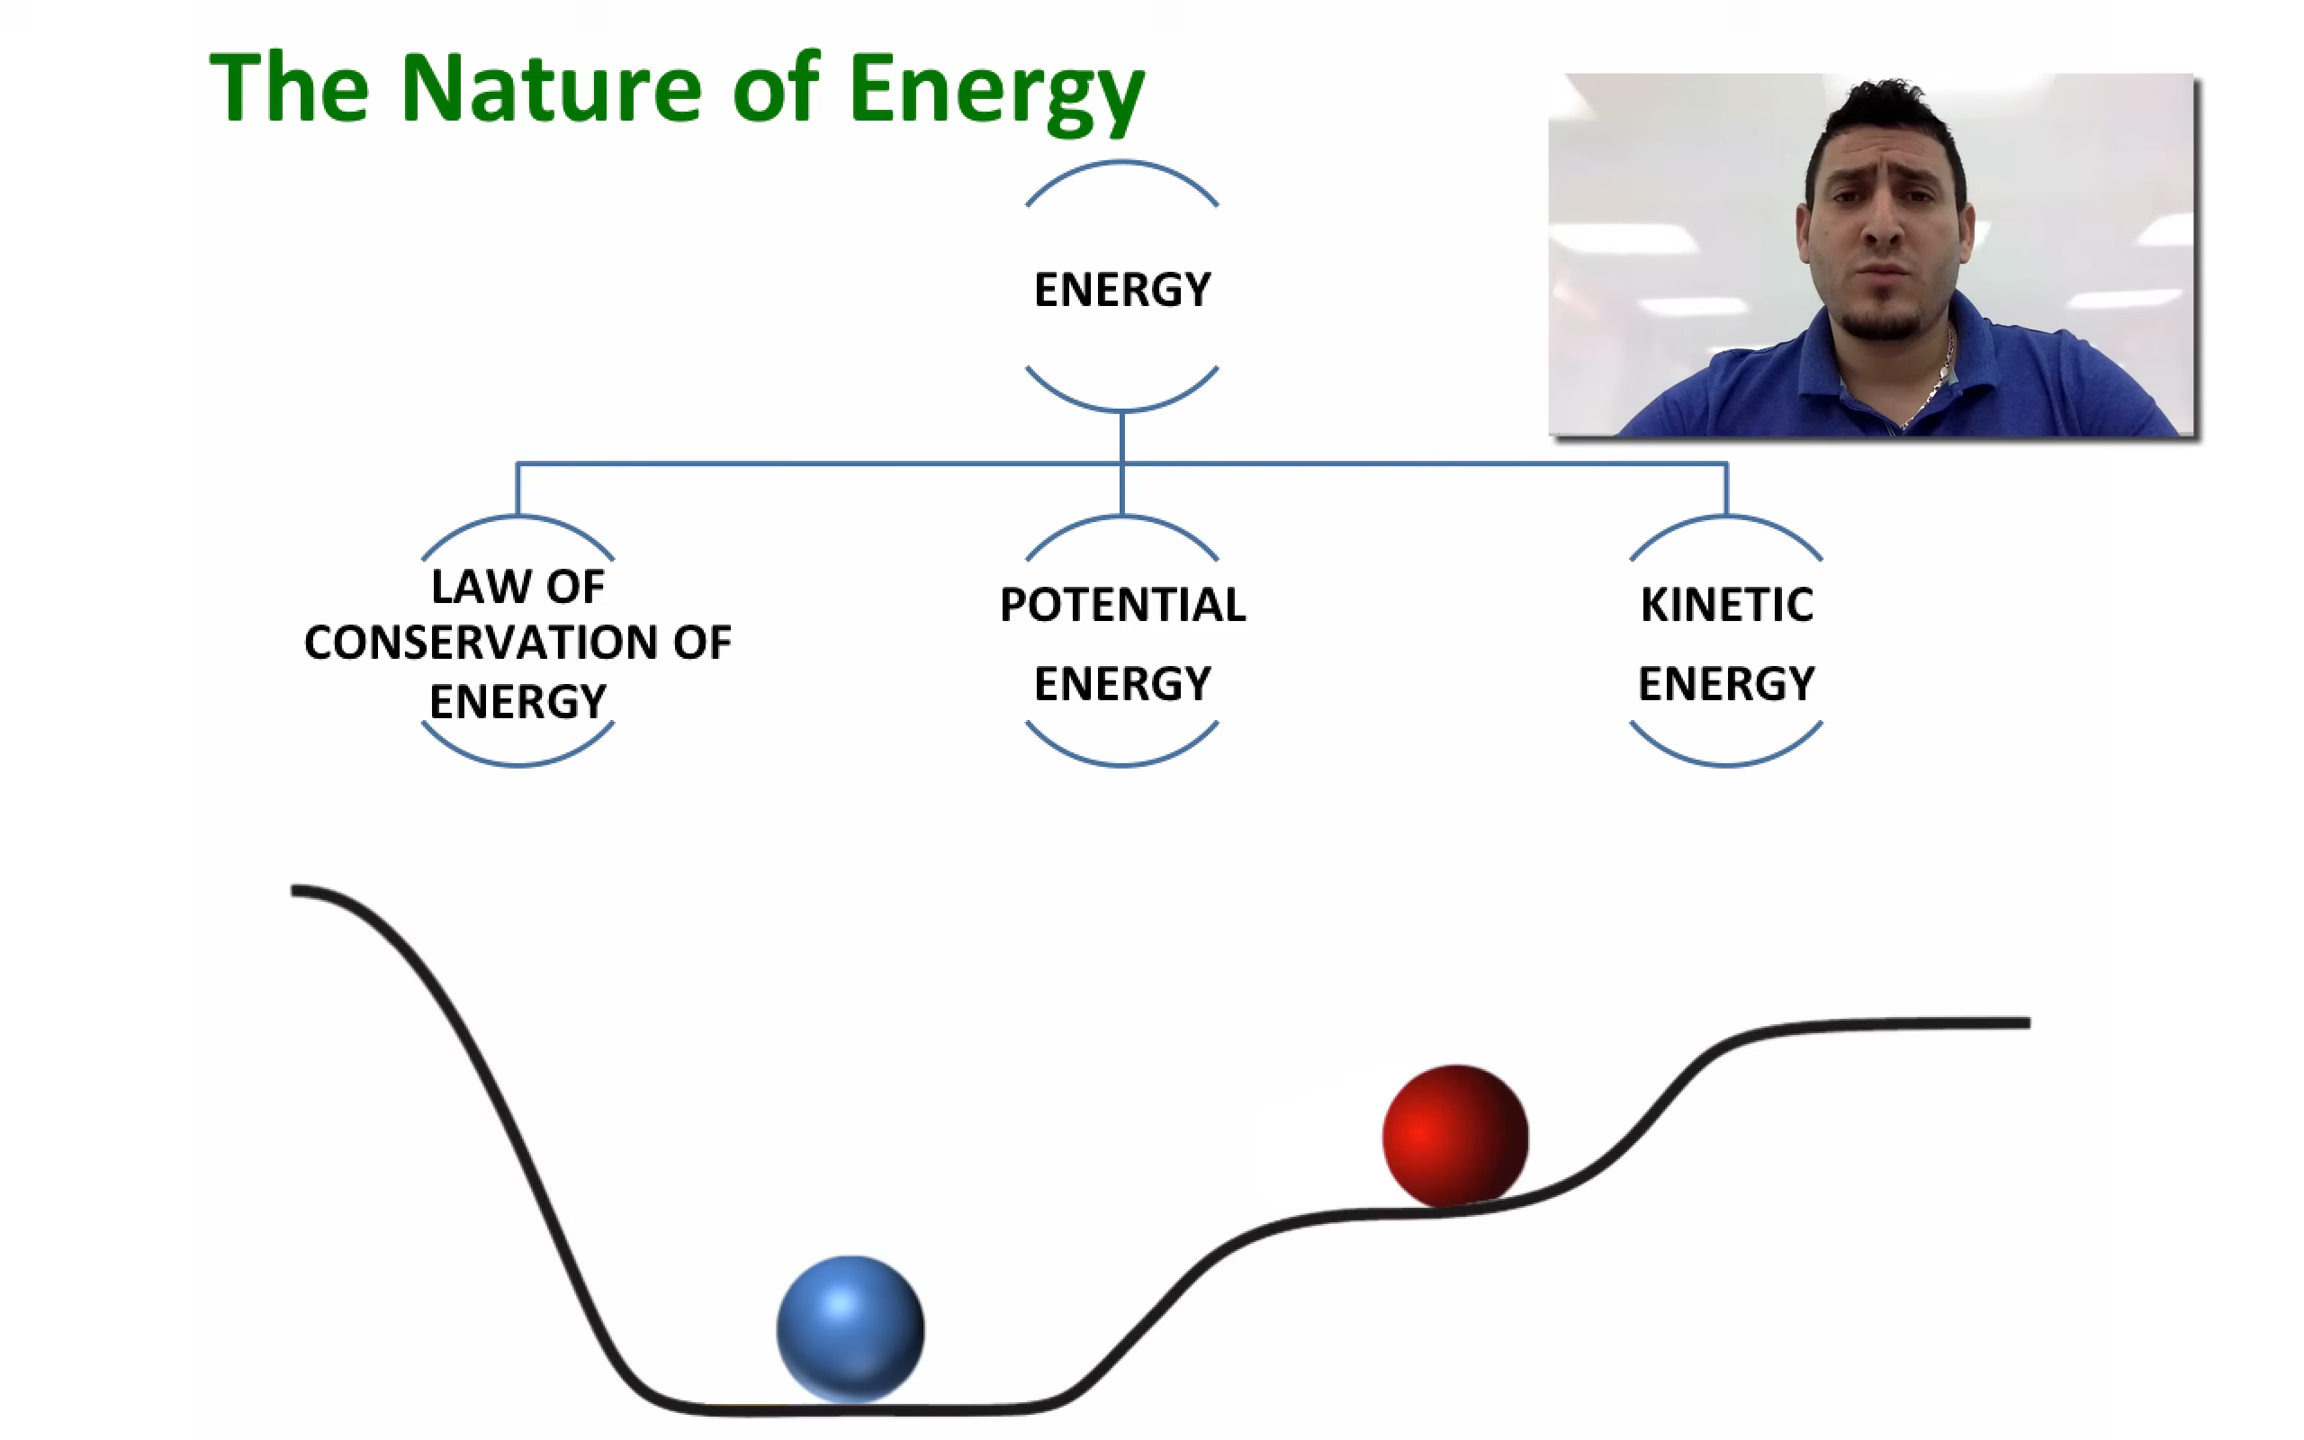 The Nature of Energy
ENERGY
LAW OF
CONSERVATION OF
ENERGY
POTENTIAL
ENERGY
KINETIC
ENERGY